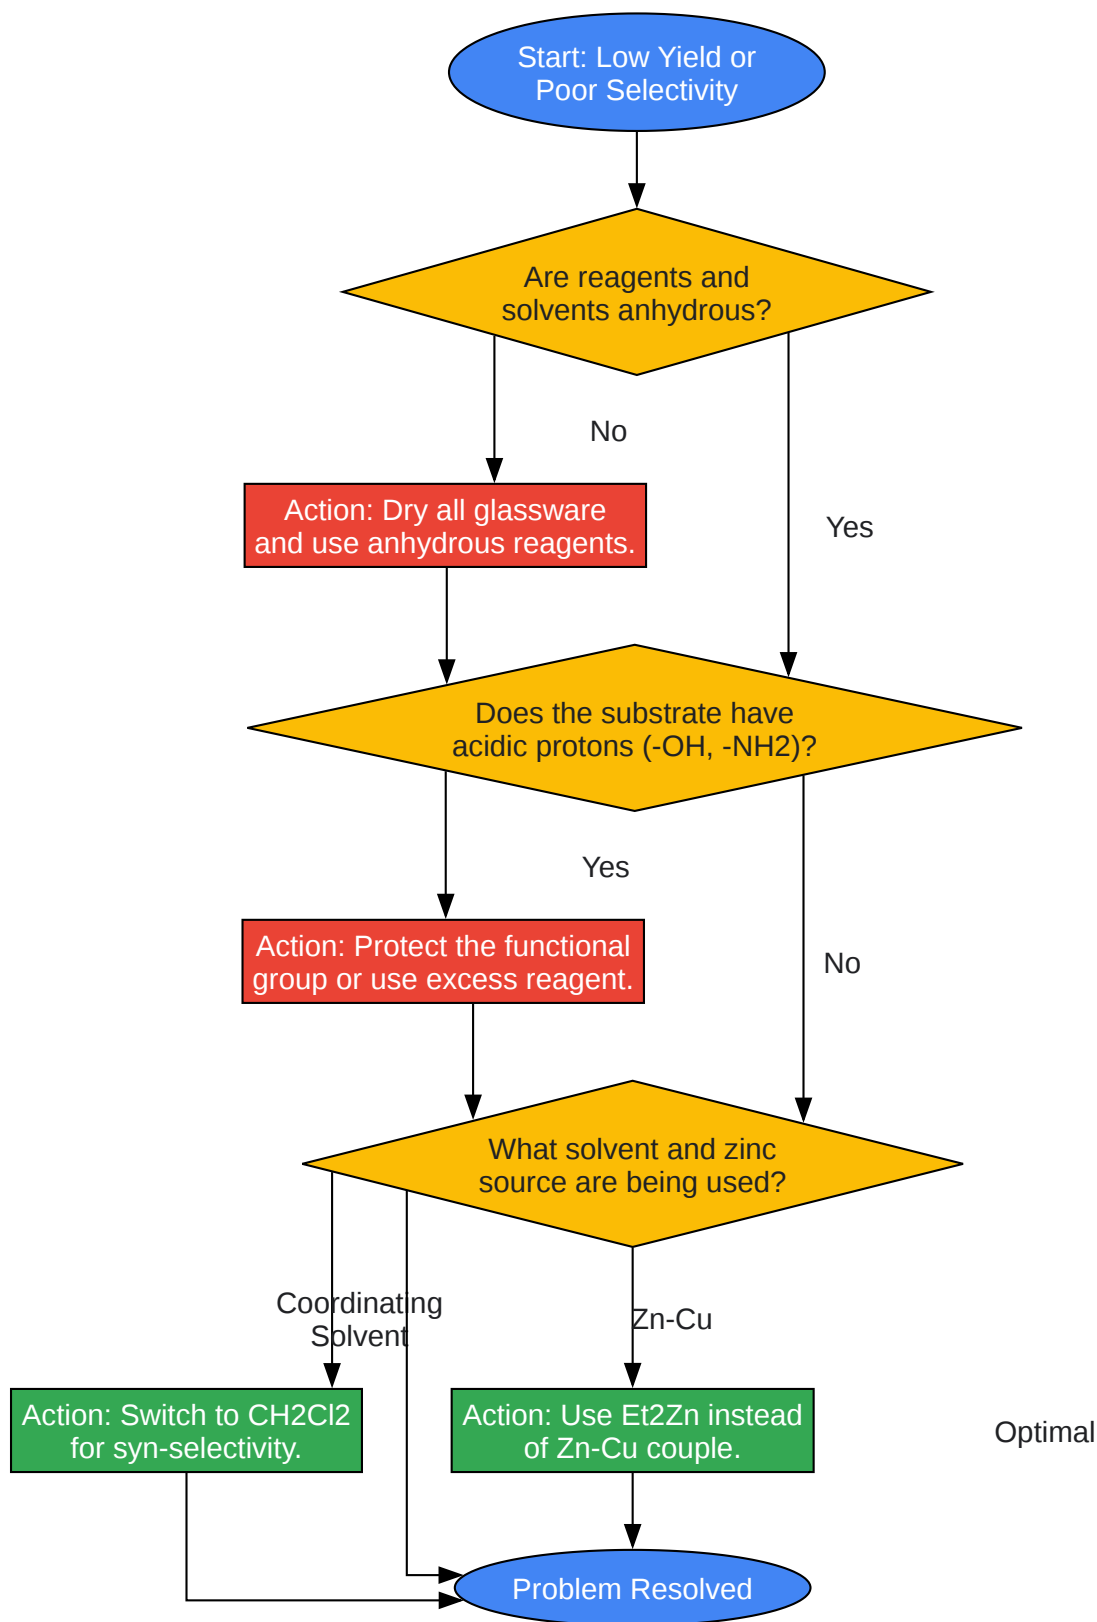 Start: Low Yield or
Poor Selectivity
Are reagents and
solvents anhydrous?
No
Action: Dry all glassware
and use anhydrous reagents.
Yes
Does the substrate have
acidic protons (-OH, -NH2)?
Yes
Action: Protect the functional
group or use excess reagent.
No
What solvent and zinc
source are being used?
Coordinating
Solvent
Zn-Cu
Action: Switch to CH2Cl2
for syn-selectivity.
Action: Use Et2Zn instead
of Zn-Cu couple.
Optimal
Problem Resolved